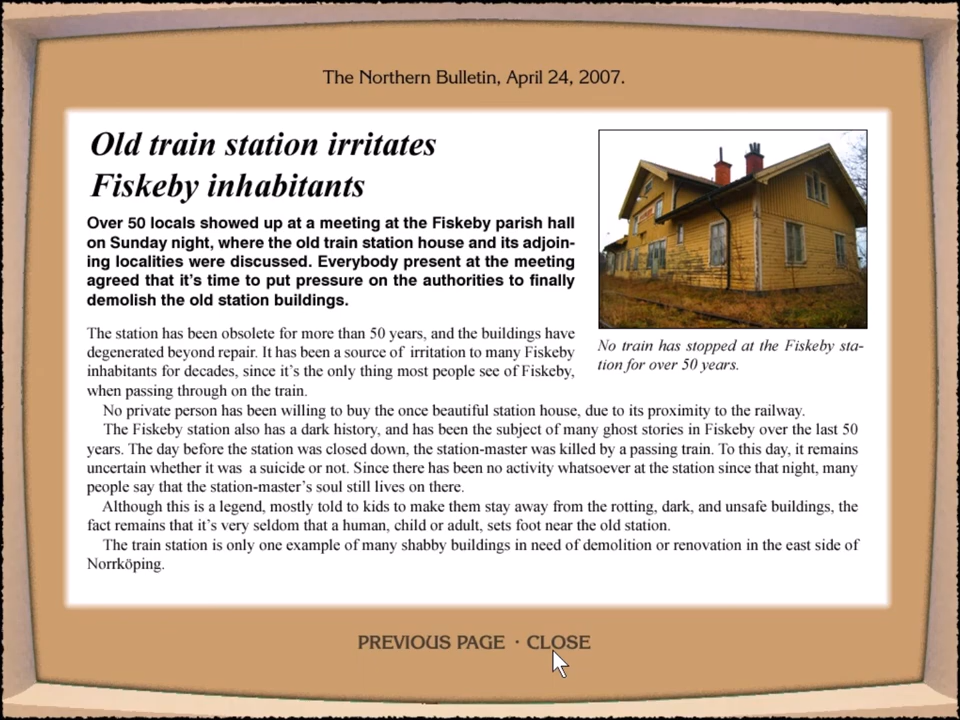 The Northern Bulletin, April 24, 2007.
Old train station irritates
Fiskeby inhabitants
Over 50 locals showed up at a meeting at the Fiskeby parish hall
on Sunday night, where the old train station house and its adjoin-
ing localities were discussed. Everybody present at the meeting
agreed that it's time to put pressure on the authorities to finally
demolish the old station buildings.
The station has been obsolete for more than 50 years, and the buildings have
degenerated beyond repair. It has been a source of irritation to many Fiskeby
inhabitants for decades, since it's the only thing most people see of Fiskeby,
when passing through on the train.
No train has stopped at the Fiskeby sta-
tion for over 50 years.
No private person has been willing to buy the once beautiful station house, due to its proximity to the railway.
The Fiskeby station also has a dark history, and has been the subject of many ghost stories in Fiskeby over the last 50
years. The day before the station was closed down, the station-master was killed by a passing train. To this day, it remains
uncertain whether it was a suicide or not. Since there has been no activity whatsoever at the station since that night, many
people say that the station-master's soul still lives on there.
Although this is a legend, mostly told to kids to make them stay away from the rotting, dark, and unsafe buildings, the
fact remains that it's very seldom that a human, child or adult, sets foot near the old station.
The train station is only one example of many shabby buildings in need of demolition or renovation in the east side of
Norrköping.
PREVIOUS PAGE · CLOSE